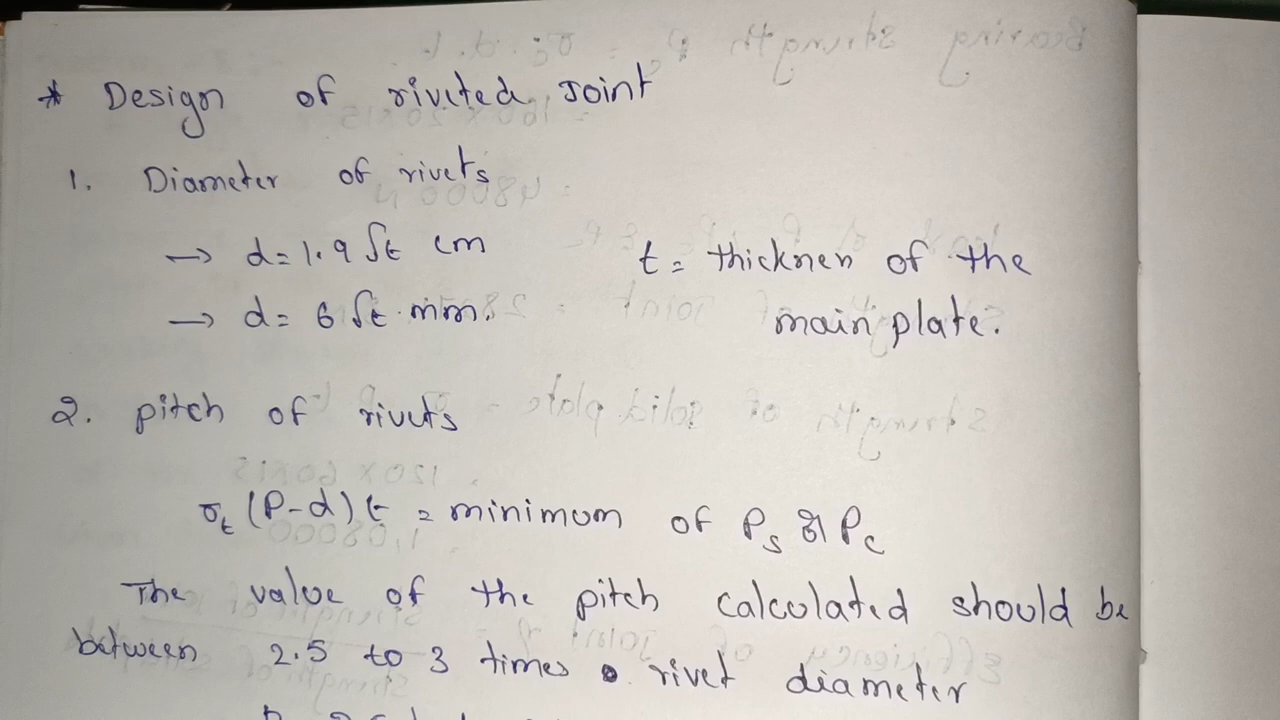 * Design of riveted Joint
1. Diameter of rivets
→ d = 1.9 √t cm
t = thickness of the
→ d = 6 √t mm.
main plate.
2. pitch of rivets
σt (P-d) t = minimum of Ps Pc
The value of the pitch calculated should be
between 2.5 to 3 times rivet diameter